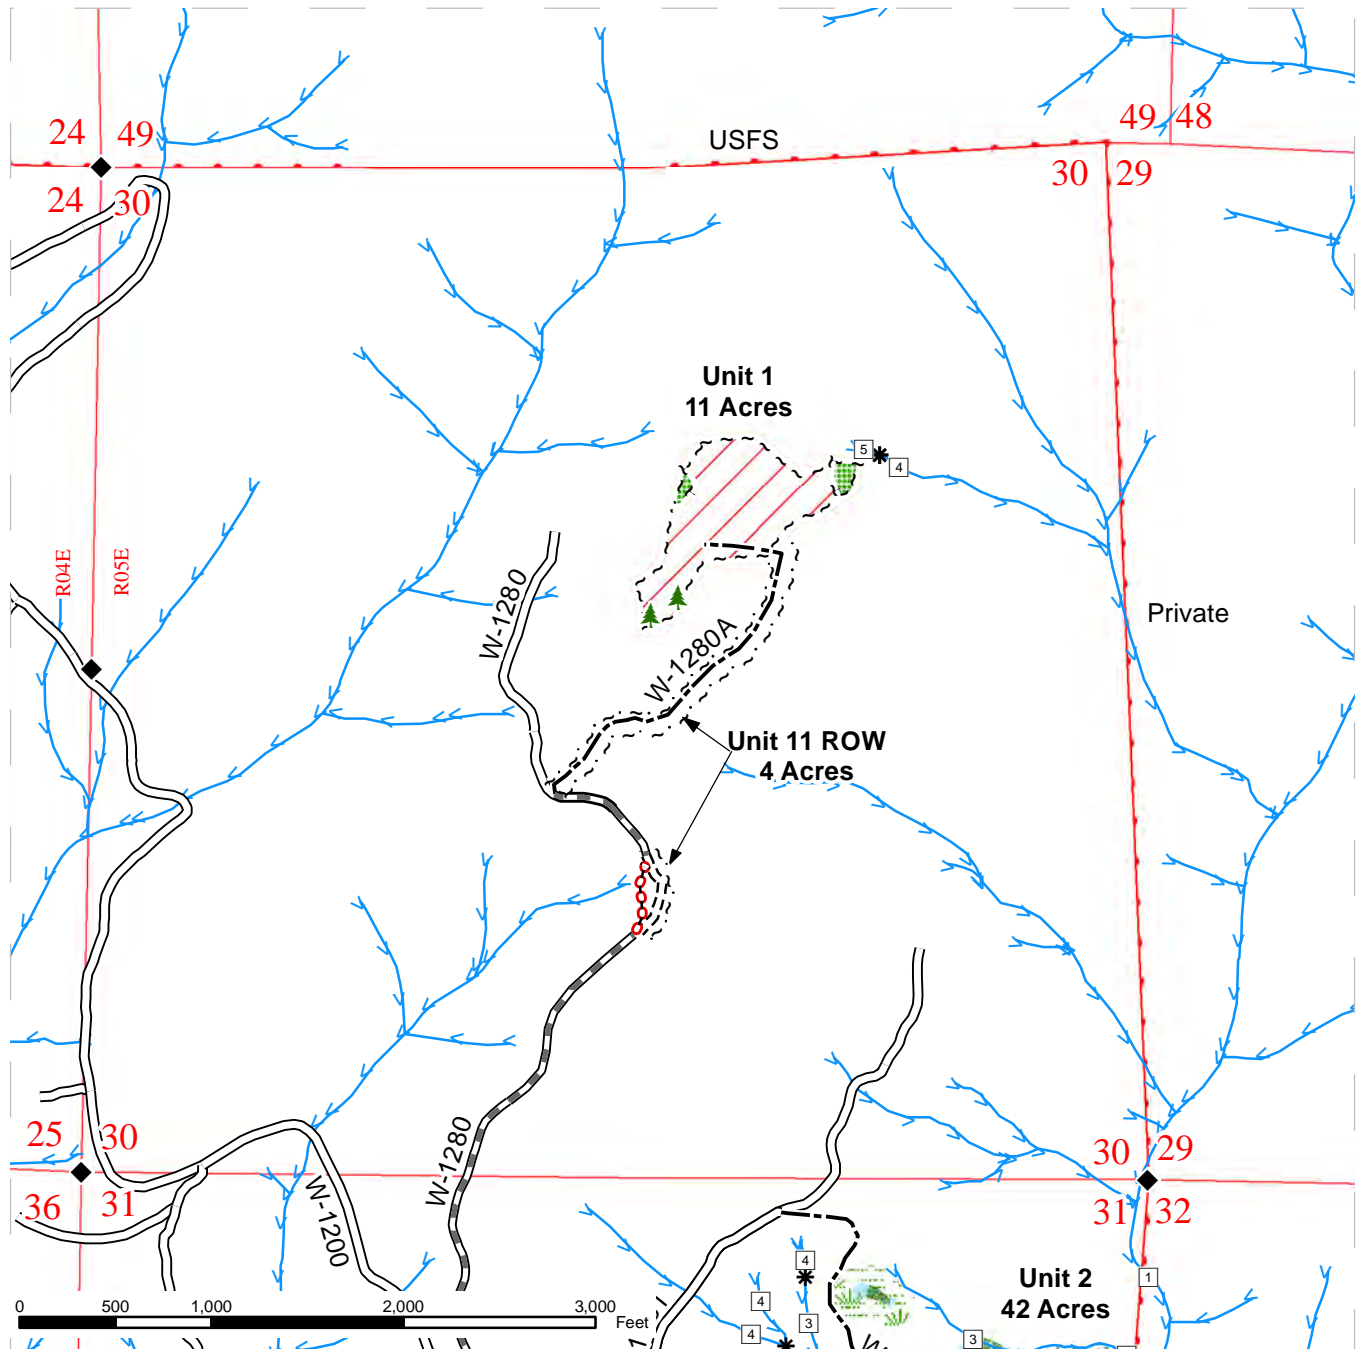 49 48
24 49
USFS
30 29
24 30
Unit 1
11 Acres
5
4
R04E
R05E
W-1280
Private
W-1280A
Unit 11 ROW
4 Acres
25 30
W-1280
30 29
36 31
31 32
W-1200
4
Unit 2
42 Acres
1
4
3
4
3
0 500 1,000 2,000 3,000
Feet